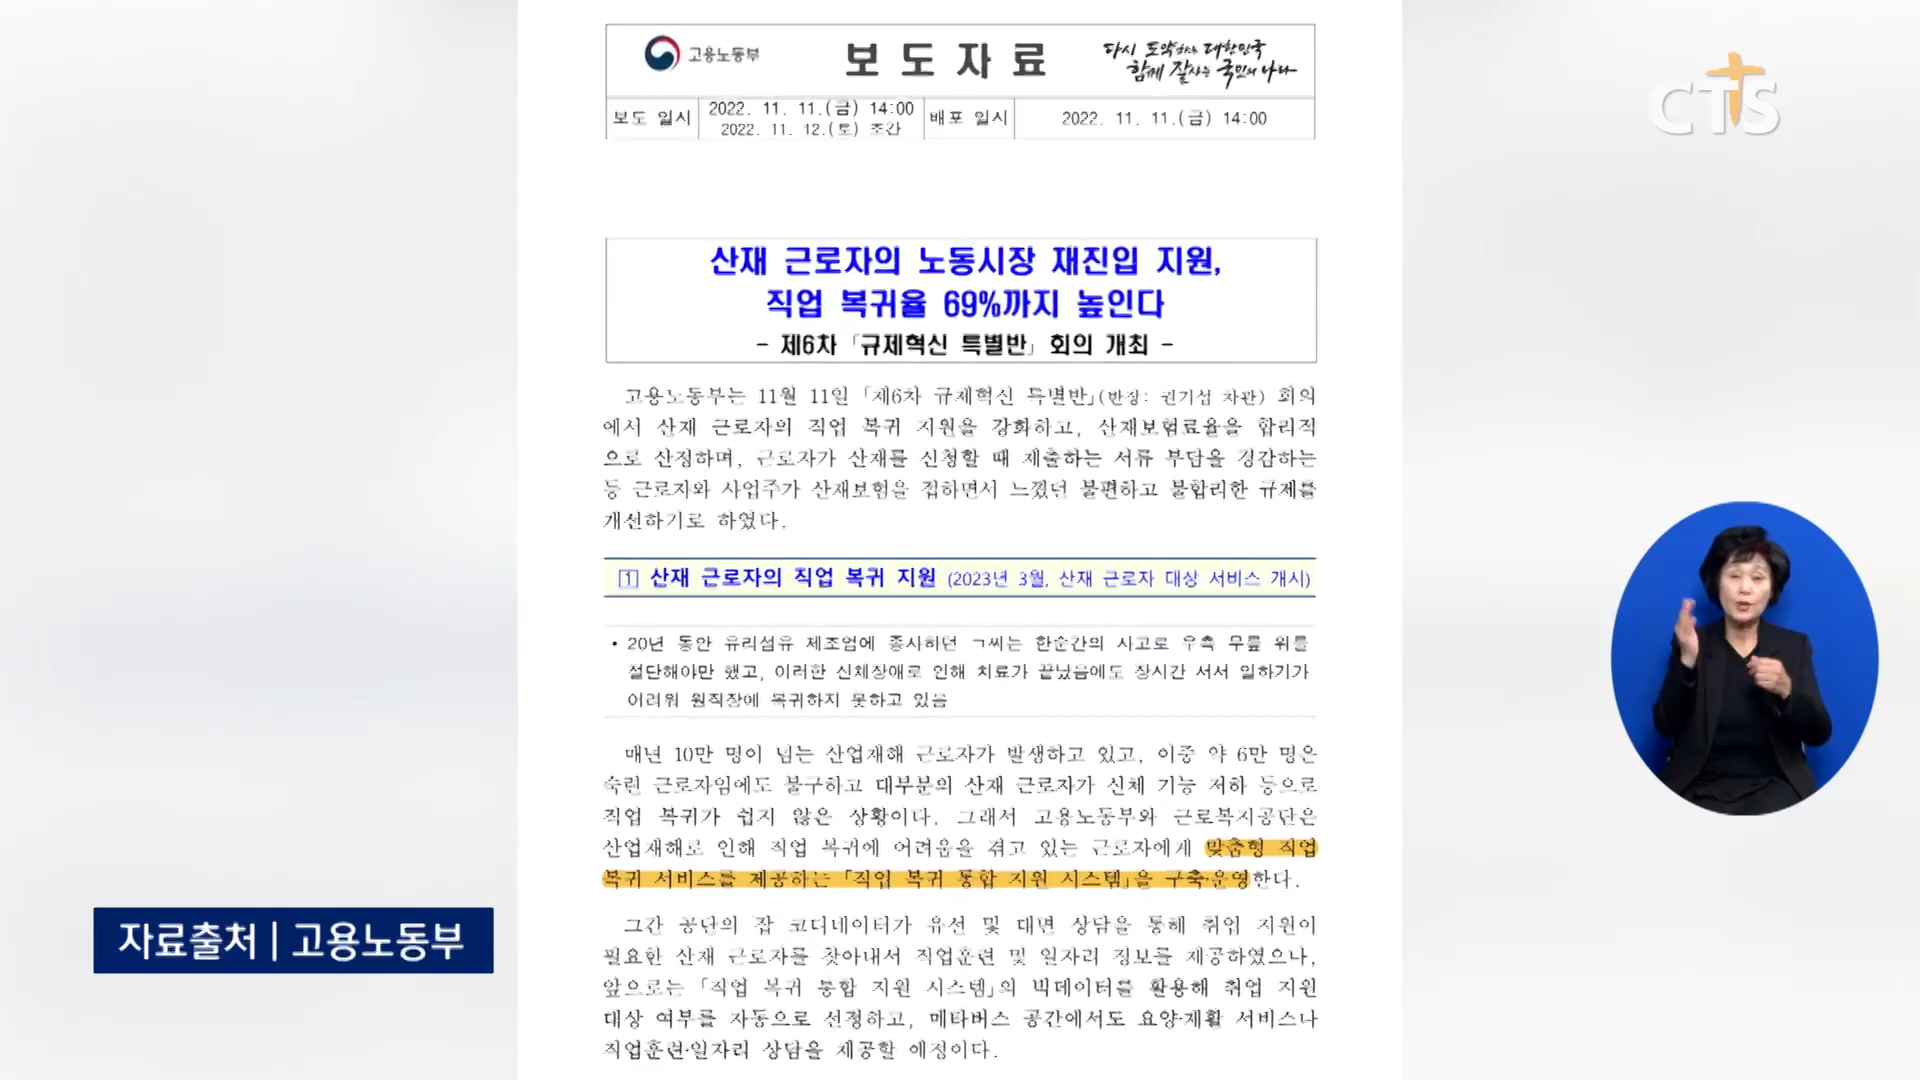 고용노동부
보도자료
다시 도약하는 대한민국
함께 잘사는 국민의 나라
CTS
보도 일시
2022. 11. 11.(금) 14:00
2022. 11. 12.(토) 조간
배포 일시
2022. 11. 11.(금) 14:00
산재 근로자의 노동시장 재진입 지원,
직업 복귀율 69%까지 높인다
- 제6차 「규제혁신 특별반」 회의 개최 -
고용노동부는 11월 11일 「제6차 규제혁신 특별반」(반장: 권기섭 차관) 회의
에서 산재 근로자의 직업 복귀 지원을 강화하고, 산재보험료율을 합리적
으로 산정하며, 근로자가 산재를 신청할 때 제출하는 서류 부담을 경감하는
등 근로자와 사업주가 산재보험을 접하면서 느꼈던 불편하고 불합리한 규제를
개선하기로 하였다.
1 산재 근로자의 직업 복귀 지원 (2023년 3월, 산재 근로자 대상 서비스 개시)
• 20년 동안 유리섬유 제조업에 종사하던 ㄱ씨는 한순간의 사고로 우측 무릎 위를
절단해야만 했고, 이러한 신체장애로 인해 치료가 끝났음에도 장시간 서서 일하기가
어려워 원직장에 복귀하지 못하고 있음
매년 10만 명이 넘는 산업재해 근로자가 발생하고 있고, 이중 약 6만 명은
숙련 근로자임에도 불구하고 대부분의 산재 근로자가 신체 기능 저하 등으로
직업 복귀가 쉽지 않은 상황이다. 그래서 고용노동부와 근로복지공단은
산업재해로 인해 직업 복귀에 어려움을 겪고 있는 근로자에게 맞춤형 직업
복귀 서비스를 제공하는 「직업 복귀 통합 지원 시스템」을 구축·운영한다.
그간 공단의 잡 코디네이터가 유선 및 대면 상담을 통해 취업 지원이
필요한 산재 근로자를 찾아내서 직업훈련 및 일자리 정보를 제공하였으나,
앞으로는 「직업 복귀 통합 지원 시스템」의 빅데이터를 활용해 취업 지원
대상 여부를 자동으로 선정하고, 메타버스 공간에서도 요양·재활 서비스나
직업훈련·일자리 상담을 제공할 예정이다.
자료출처 | 고용노동부